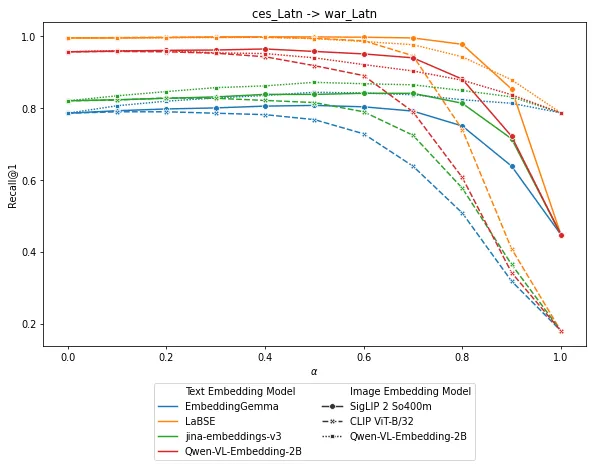 ces_Latn -> war_Latn
Recall@1
1.0
0.8
0.6
0.4
0.2
0.0 0.2 0.4 0.6 0.8 1.0
α
Text Embedding Model
EmbeddingGemma
LaBSE
jina-embeddings-v3
Qwen-VL-Embedding-2B
Image Embedding Model
SigLIP 2 So400m
CLIP ViT-B/32
Qwen-VL-Embedding-2B